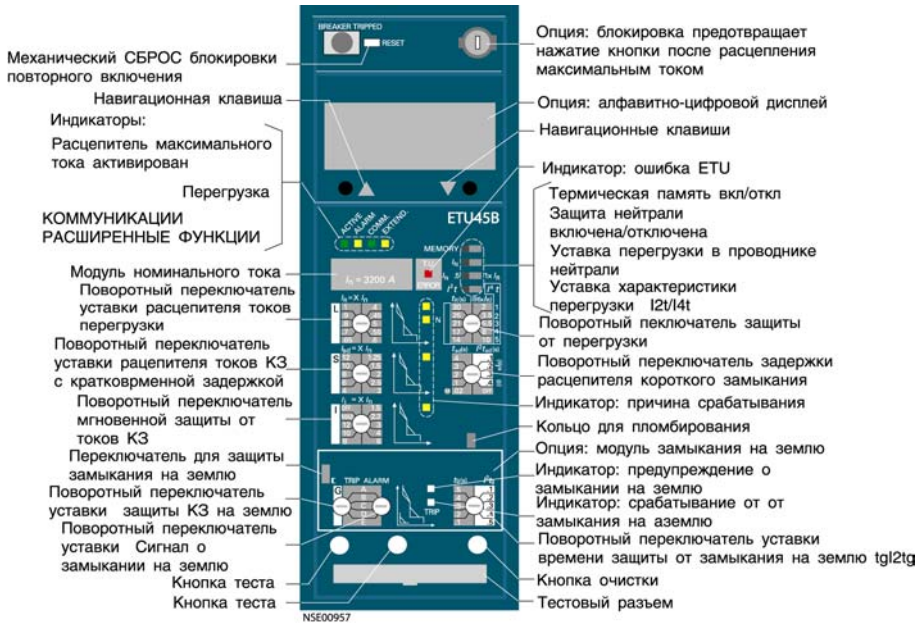 Механический СБРОС блокировки
повторного включения
Навигационная клавиша
Индикаторы:
Расцепитель максимального
тока активирован
Перегрузка
КОММУНИКАЦИИ
РАСШИРЕННЫЕ ФУНКЦИИ
Модуль номинального тока
Поворотный переключатель
уставки расцепителя токов
перегрузки
Поворотный переключатель
уставки рацепителя токов КЗ
с кратковрменной задержкой
Поворотный переключатель
мгновенной защиты от
токов КЗ
Переключатель для защиты
замыкания на землю
Поворотный переключатель
уставки защиты КЗ на землю
Поворотный переключатель
уставки Сигнал о
замыкании на землю
Кнопка теста
Кнопка теста
BREAKER TRIPPED
RESET
ETU45B
ACTIVE
ALARM
COMM.
EXTEND.
MEMORY
IN = 3200 A
T.U.
ERROR
L
S
I
N
G
TRIP ALARM
TRIP
NSE00957
Опция: блокировка предотвращает
нажатие кнопки после расцепления
максимальным током
Опция: алфавитно-цифровой дисплей
Навигационные клавиши
Индикатор: ошибка ETU
Термическая память вкл/откл
Защита нейтрали
включена/отключена
Уставка перегрузки в проводнике
нейтрали
Уставка характеристики
перегрузки I2t/I4t
Поворотный пеключатель защиты
от перегрузки
Поворотный переключатель задержки
расцепителя короткого замыкания
Индикатор: причина срабатывания
Кольцо для пломбирования
Опция: модуль замыкания на землю
Индикатор: предупреждение о
замыкании на землю
Индикатор: срабатывание от от
замыкания на аземлю
Поворотный переключатель уставки
времени защиты от замыкания на землю tgI2tg
Кнопка очистки
Тестовый разъем